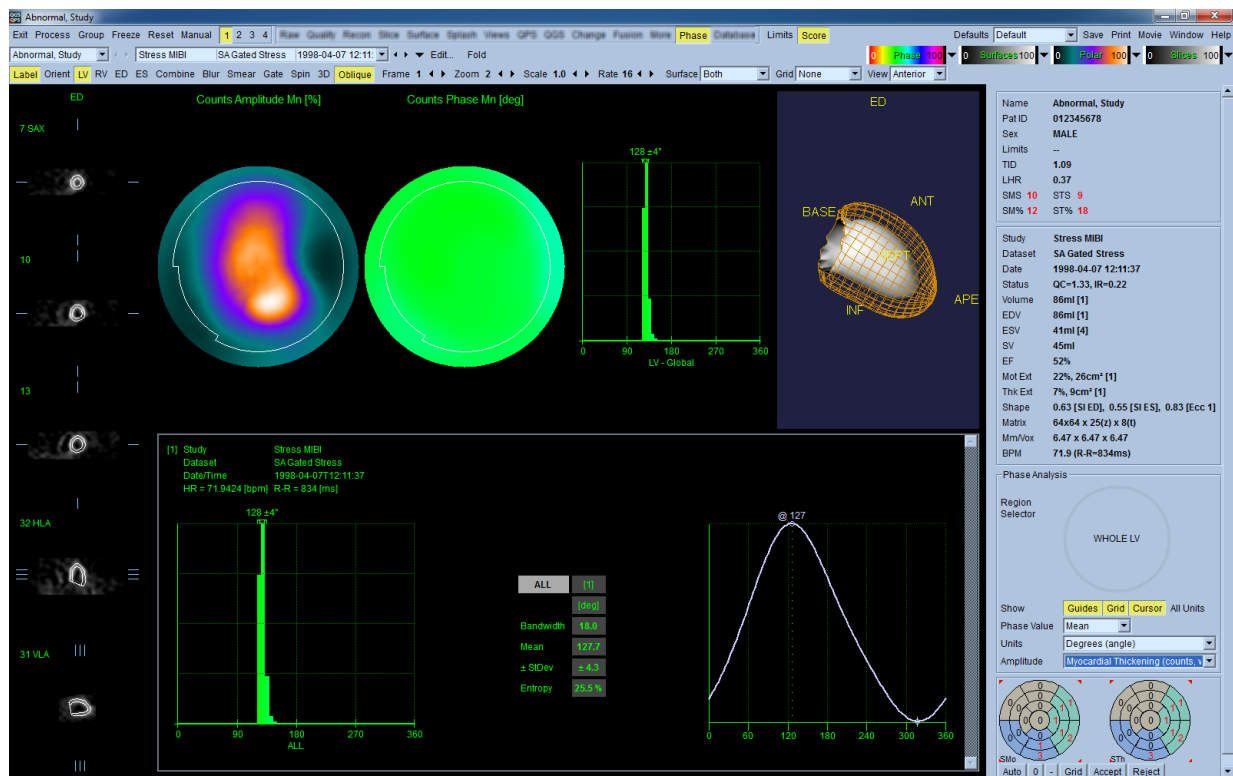 Abnormal, Study
Exit Process Group Freeze Reset Manual 1 2 3 4 Raw Quality Recon Slice Surface Splash Views QPS QGS Change Fusion More Phase Database Limits Score Defaults Default Save Print Movie Window Help
Abnormal, Study Stress MIBI SA Gated Stress 1998-04-07 12:11: Edit... Fold 0 Phase 100 0 Surfaces 100 0 Polar 100 0 Slices 100
Label Orient LV RV ED ES Combine Blur Smear Gate Spin 3D Oblique Frame 1 Zoom 2 Scale 1.0 Rate 16 Surface Both Grid None View Anterior
ED
7 SAX
10
13
32 HLA
31 VLA
Counts Amplitude Mn [%]
Counts Phase Mn [deg]
128 ±4°
0 90 180 270 360
LV - Global
ED
BASE
ANT
SEPT
APE
INF
[1] Study Stress MIBI
Dataset SA Gated Stress
Date/Time 1998-04-07T12:11:37
HR = 71.9424 [bpm] R-R = 834 [ms]
128 ±4°
0 90 180 270 360
ALL
ALL [1]
[deg]
Bandwidth 18.0
Mean 127.7
± StDev ± 4.3
Entropy 25.5 %
@ 127
0 60 120 180 240 300 360
Name Abnormal, Study
Pat ID 012345678
Sex MALE
Limits --
TID 1.09
LHR 0.37
SMS 10 STS 9
SM% 12 ST% 18
Study Stress MIBI
Dataset SA Gated Stress
Date 1998-04-07 12:11:37
Status QC=1.33, IR=0.22
Volume 86ml [1]
EDV 86ml [1]
ESV 41ml [4]
SV 45ml
EF 52%
Mot Ext 22%, 26cm² [1]
Thk Ext 7%, 9cm² [1]
Shape 0.63 [SI ED], 0.55 [SI ES], 0.83 [Ecc 1]
Matrix 64x64 x 25(z) x 8(t)
Mm/Vox 6.47 x 6.47 x 6.47
BPM 71.9 (R-R=834ms)
Phase Analysis
Region
Selector
WHOLE LV
Show Guides Grid Cursor All Units
Phase Value Mean
Units Degrees (angle)
Amplitude Myocardial Thickening (counts,
SMo
STh
Auto 0 - Grid Accept Reject